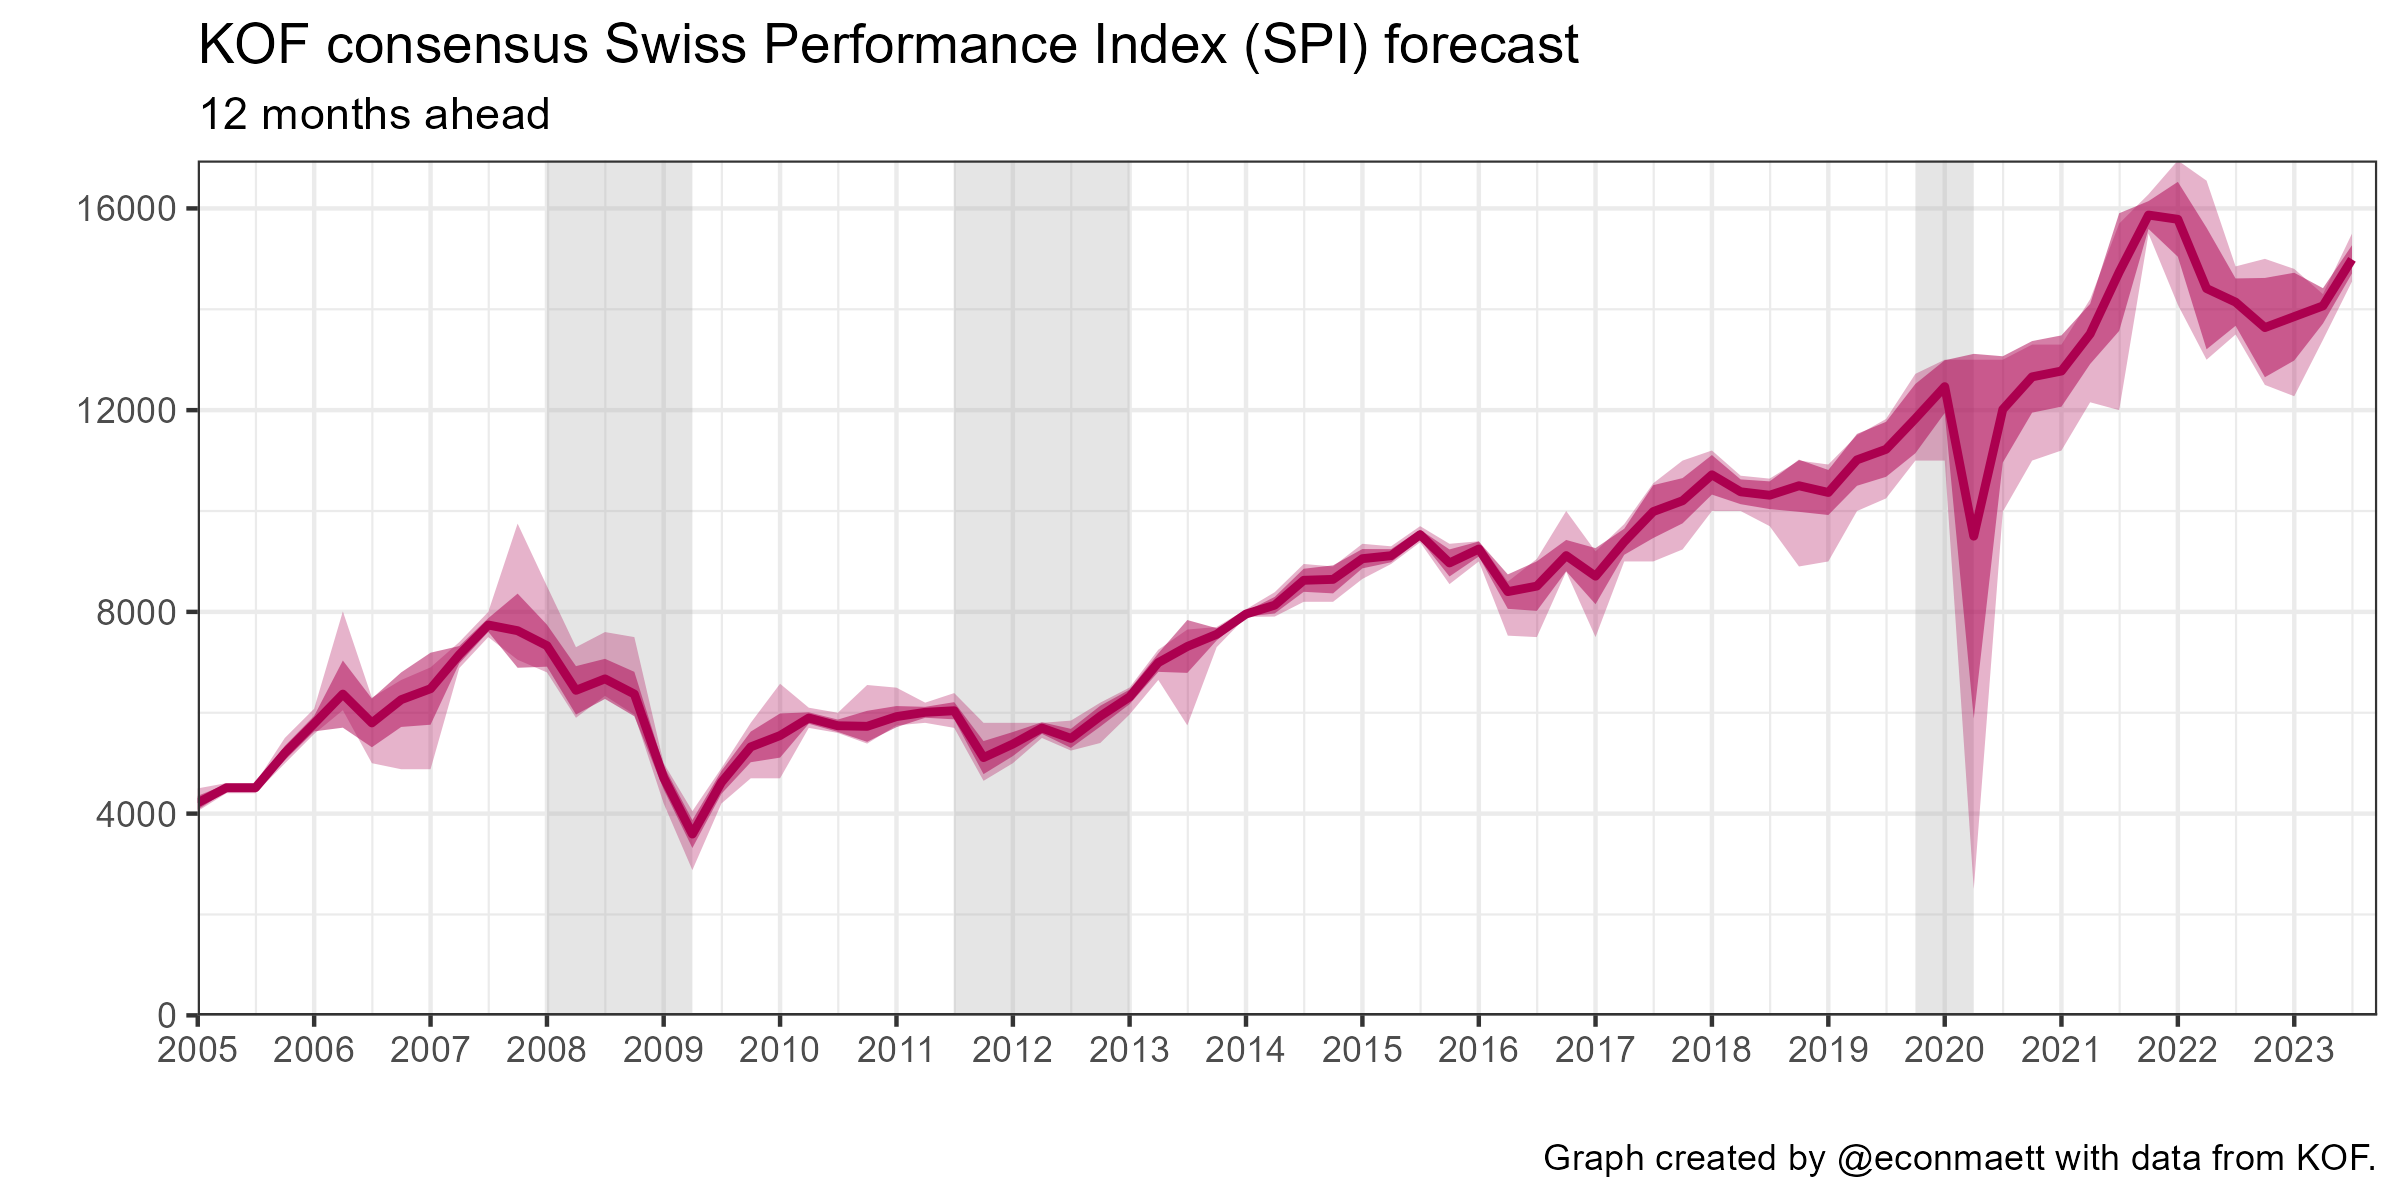 KOF consensus Swiss Performance Index (SPI) forecast
12 months ahead
16000
12000
8000
4000
0
2005 2006 2007 2008 2009 2010 2011 2012 2013 2014 2015 2016 2017 2018 2019 2020 2021 2022 2023
Graph created by @econmaett with data from KOF.